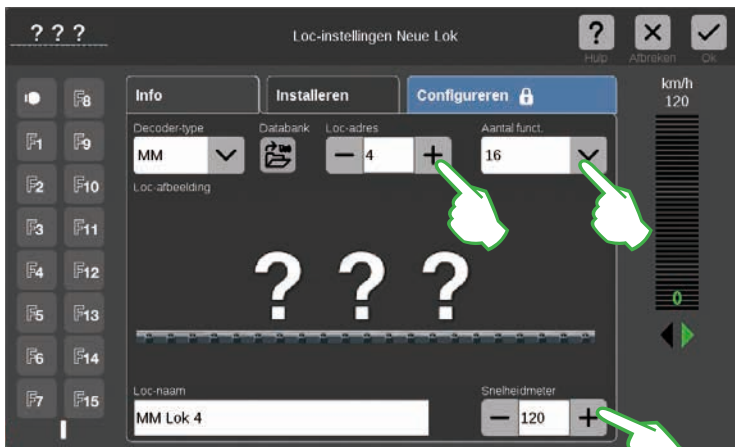 ? ? ?
Loc-instellingen Neue Lok
?
Hulp
Afbreken
Ok
km/h
120
Info
Installeren
Configureren
Decoder-type
Databank
Loc-adres
Aantal funct.
MM
4
16
F8
F1
F9
F2
F10
F3
F11
F4
F12
F5
F13
F6
F14
F7
F15
Loc-afbeelding
? ? ?
0
Loc-naam
Snelheidmeter
MM Lok 4
120